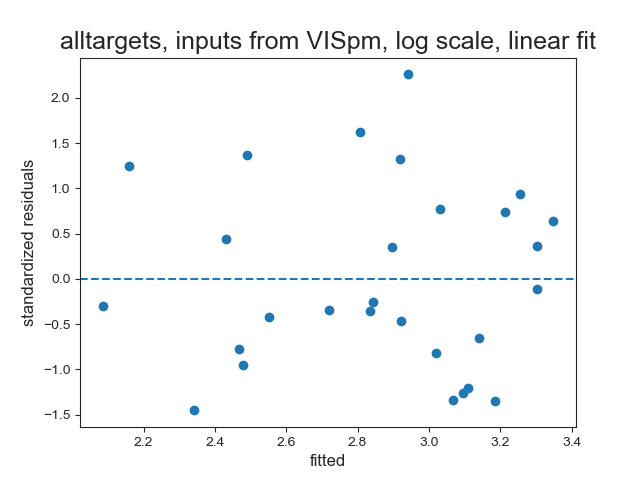 alltargets, inputs from VISpm, log scale, linear fit
2.0
1.5
1.0
0.5
0.0
−0.5
−1.0
−1.5
standardized residuals
2.2 2.4 2.6 2.8 3.0 3.2 3.4
fitted